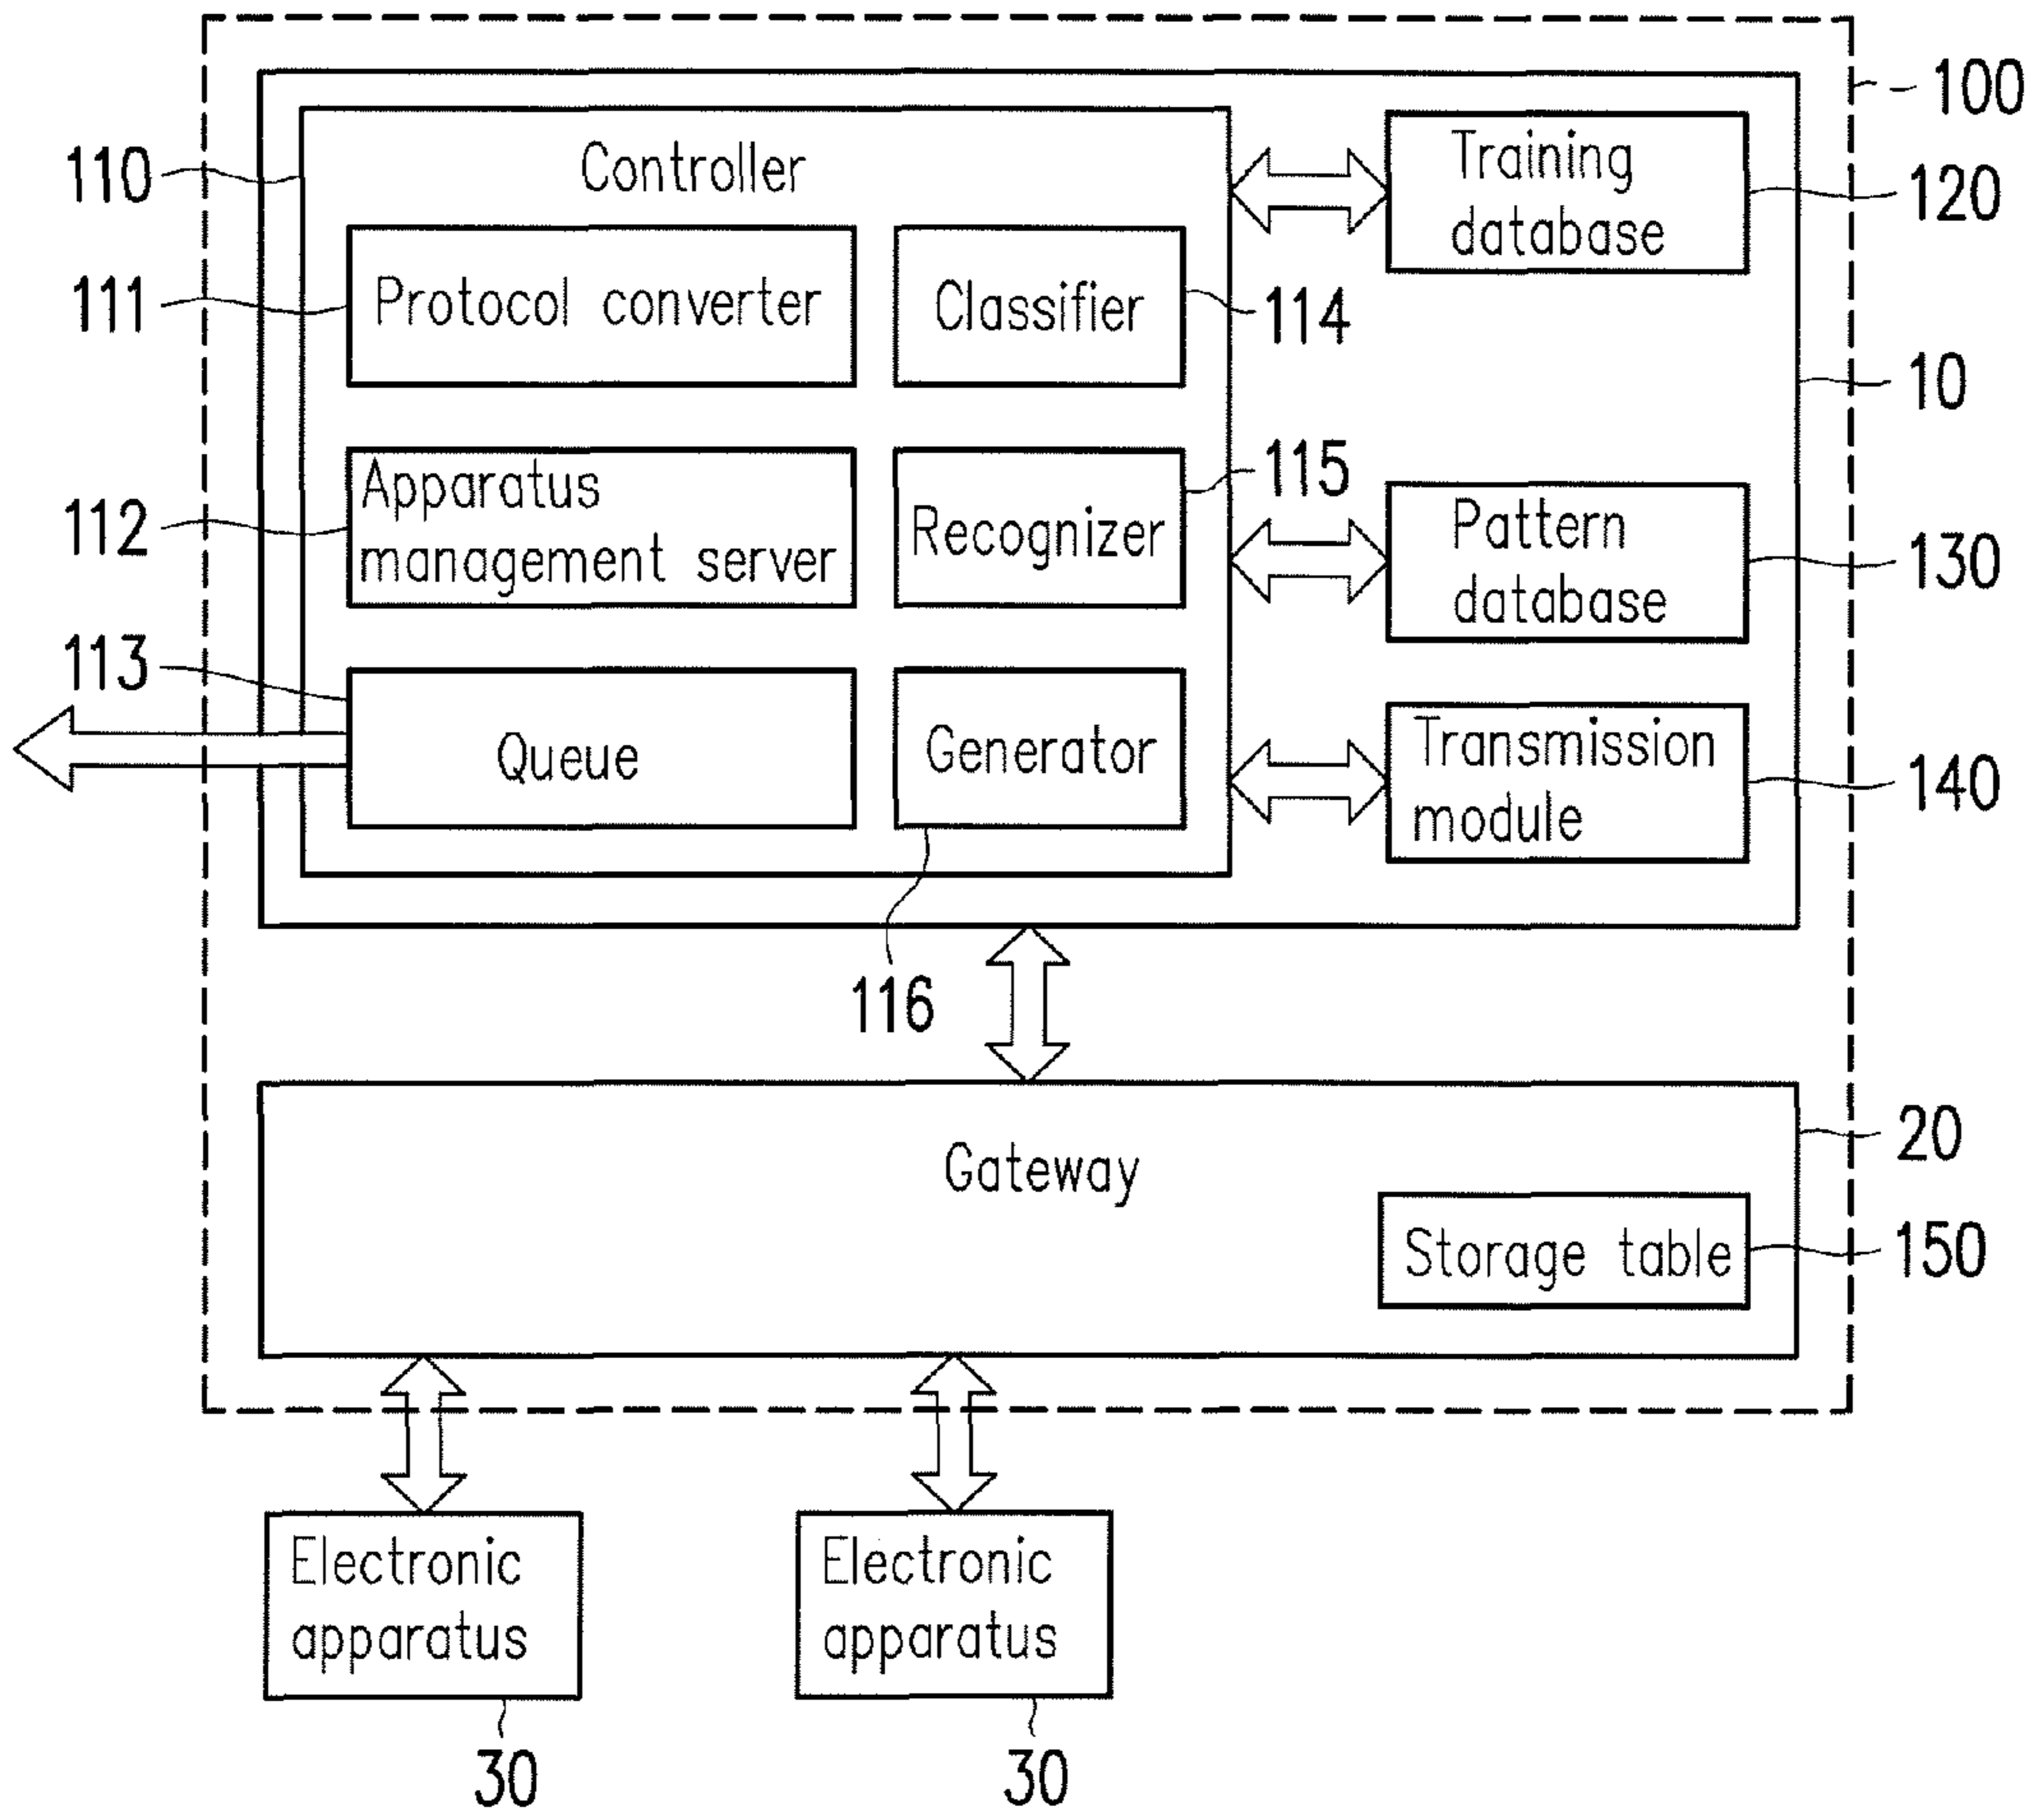 100
110
Controller
Training
database
120
111
Protocol converter
Classifier
114
10
112
Apparatus
management server
Recognizer
115
Pattern
database
130
113
Queue
Generator
Transmission
module
140
116
20
Gateway
Storage table
150
Electronic
apparatus
Electronic
apparatus
30
30